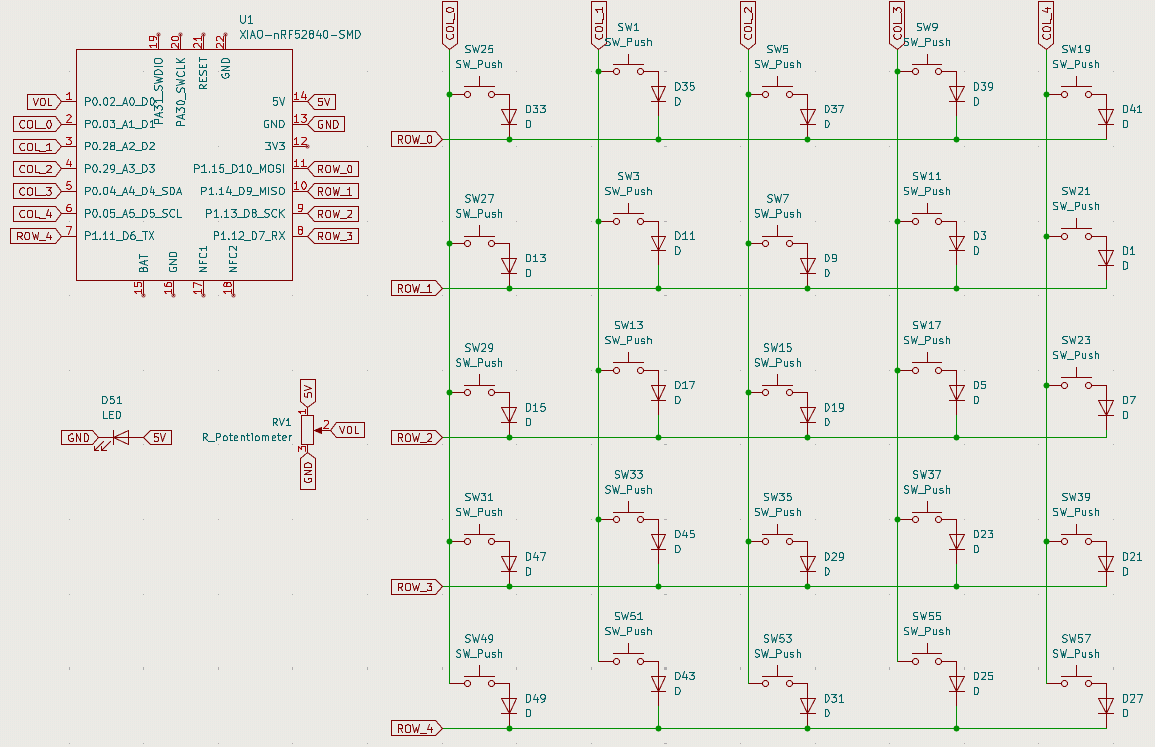 U1
XIAO-nRF52840-SMD
19 20 21 22
PA31_SWDIO
PA30_SWCLK
RESET
GND
VOL 1 P0.02_A0_D0
COL_0 2 P0.03_A1_D1
COL_1 3 P0.28_A2_D2
COL_2 4 P0.29_A3_D3
COL_3 5 P0.04_A4_D4_SDA
COL_4 6 P0.05_A5_D5_SCL
ROW_4 7 P1.11_D6_TX
5V 14 5V
GND 13 GND
3V3 12
P1.15_D10_MOSI 11 ROW_0
P1.14_D9_MISO 10 ROW_1
P1.13_D8_SCK 9 ROW_2
P1.12_D7_RX 8 ROW_3
BAT
GND
NFC1
NFC2
15 16 17 18
D51
LED
GND 5V
5V
1
RV1
R_Potentiometer
2 VOL
3
GND
COL_0 COL_1 COL_2 COL_3 COL_4
SW25
SW_Push
D33
D
SW1
SW_Push
D35
D
SW5
SW_Push
D37
D
SW9
SW_Push
D39
D
SW19
SW_Push
D41
D
ROW_0
SW27
SW_Push
D13
D
SW3
SW_Push
D11
D
SW7
SW_Push
D9
D
SW11
SW_Push
D3
D
SW21
SW_Push
D1
D
ROW_1
SW29
SW_Push
D15
D
SW13
SW_Push
D17
D
SW15
SW_Push
D19
D
SW17
SW_Push
D5
D
SW23
SW_Push
D7
D
ROW_2
SW31
SW_Push
D47
D
SW33
SW_Push
D45
D
SW35
SW_Push
D29
D
SW37
SW_Push
D23
D
SW39
SW_Push
D21
D
ROW_3
SW49
SW_Push
D49
D
SW51
SW_Push
D43
D
SW53
SW_Push
D31
D
SW55
SW_Push
D25
D
SW57
SW_Push
D27
D
ROW_4